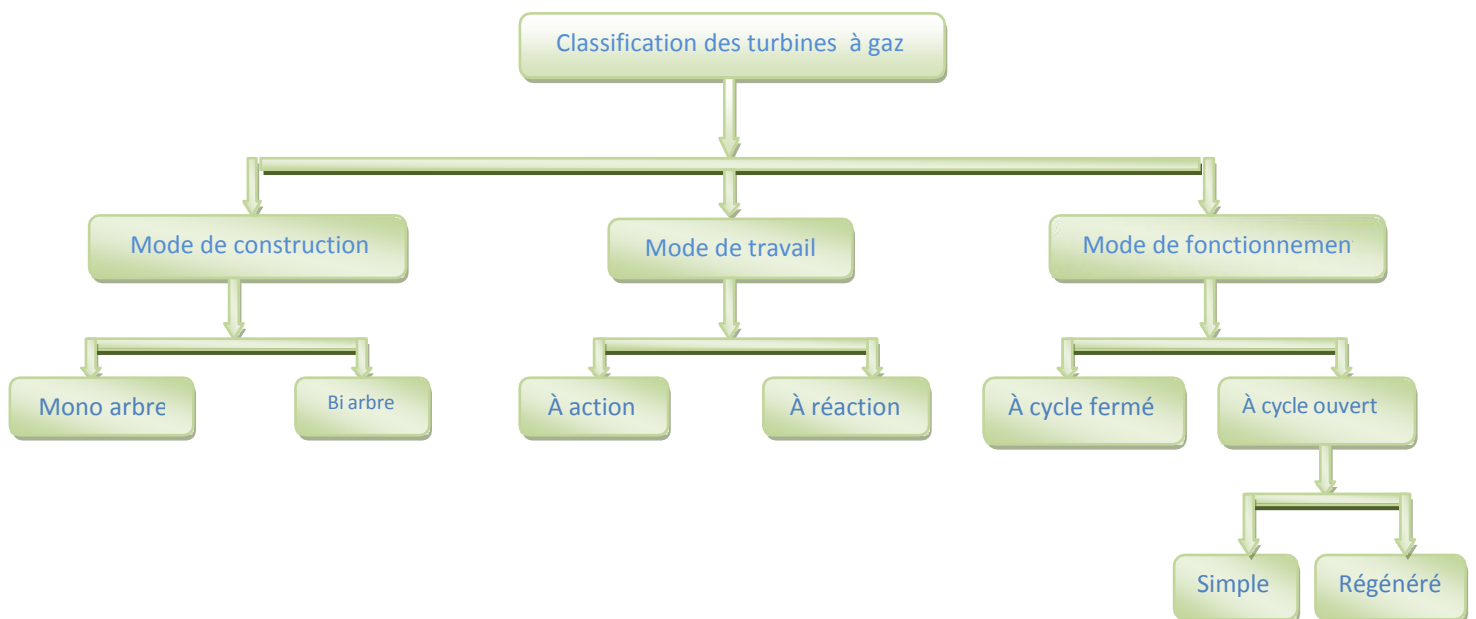 Classification des turbines à gaz
Mode de construction
Mode de travail
Mode de fonctionnemen
Mono arbre
Bi arbre
À action
À réaction
À cycle fermé
À cycle ouvert
Simple
Régénéré